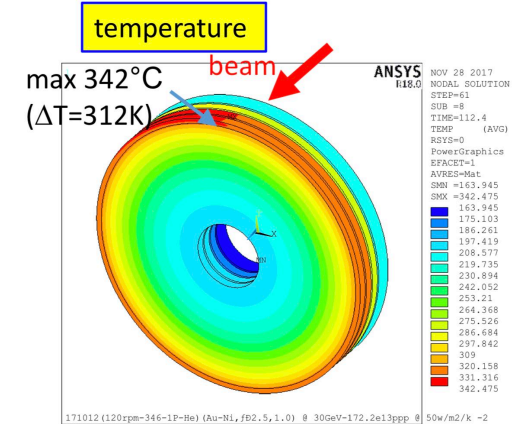 temperature
beam
max 342°C
(ΔT=312K)
ANSYS
R18.0
NOV 28 2017
NODAL SOLUTION
STEP=61
SUB =8
TIME=112.4
TEMP (AVG)
RSYS=0
PowerGraphics
EFACET=1
AVRES=Mat
SMN =163.945
SMX =342.475
163.945
175.103
186.261
197.419
208.577
219.735
230.894
242.052
253.21
264.368
275.526
286.684
297.842
309
320.158
331.316
342.475
MX
Z
X
MN
171012(120rpm-346-1P-He)(Au-Ni,fÐ2.5,1.0) @ 30GeV-172.2e13ppp @ 50w/m2/k -2